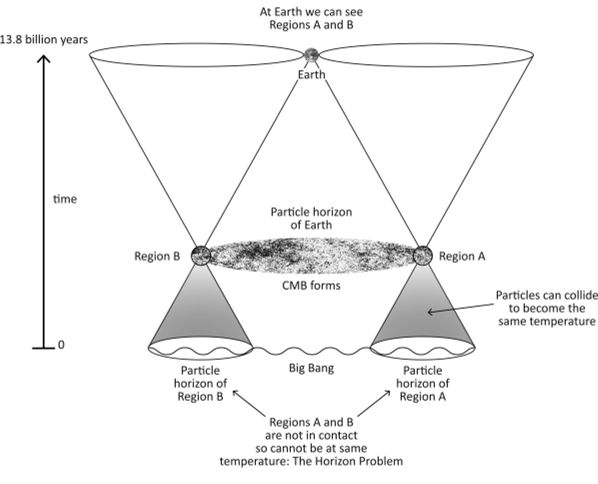 At Earth we can see
Regions A and B
13.8 billion years
Earth
time
Particle horizon
of Earth
Region B
Region A
CMB forms
Particles can collide
to become the
same temperature
0
Big Bang
Particle
horizon of
Region B
Particle
horizon of
Region A
Regions A and B
are not in contact
so cannot be at same
temperature: The Horizon Problem